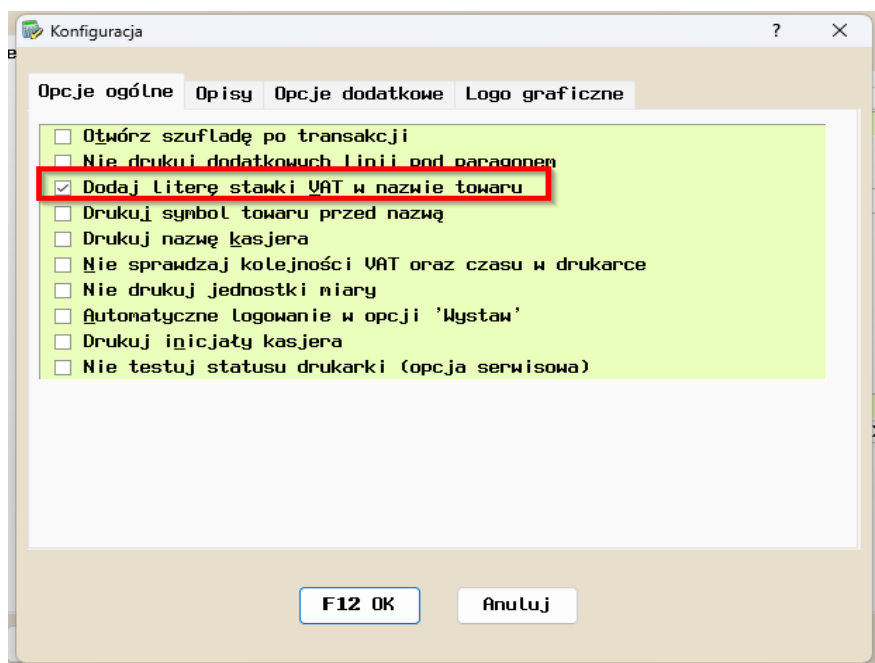 Konfiguracja ? ×
Opcje ogólne Opisy Opcje dodatkowe Logo graficzne
Otwórz szufladę po transakcji
Nie drukuj dodatkowych linii pod paragonem
Dodaj literę stawki VAT w nazwie towaru
Drukuj symbol towaru przed nazwą
Drukuj nazwę kasjera
Nie sprawdzaj kolejności VAT oraz czasu w drukarce
Nie drukuj jednostki miary
Automatyczne logowanie w opcji 'Wystaw'
Drukuj inicjały kasjera
Nie testuj statusu drukarki (opcja serwisowa)
F12 OK Anuluj